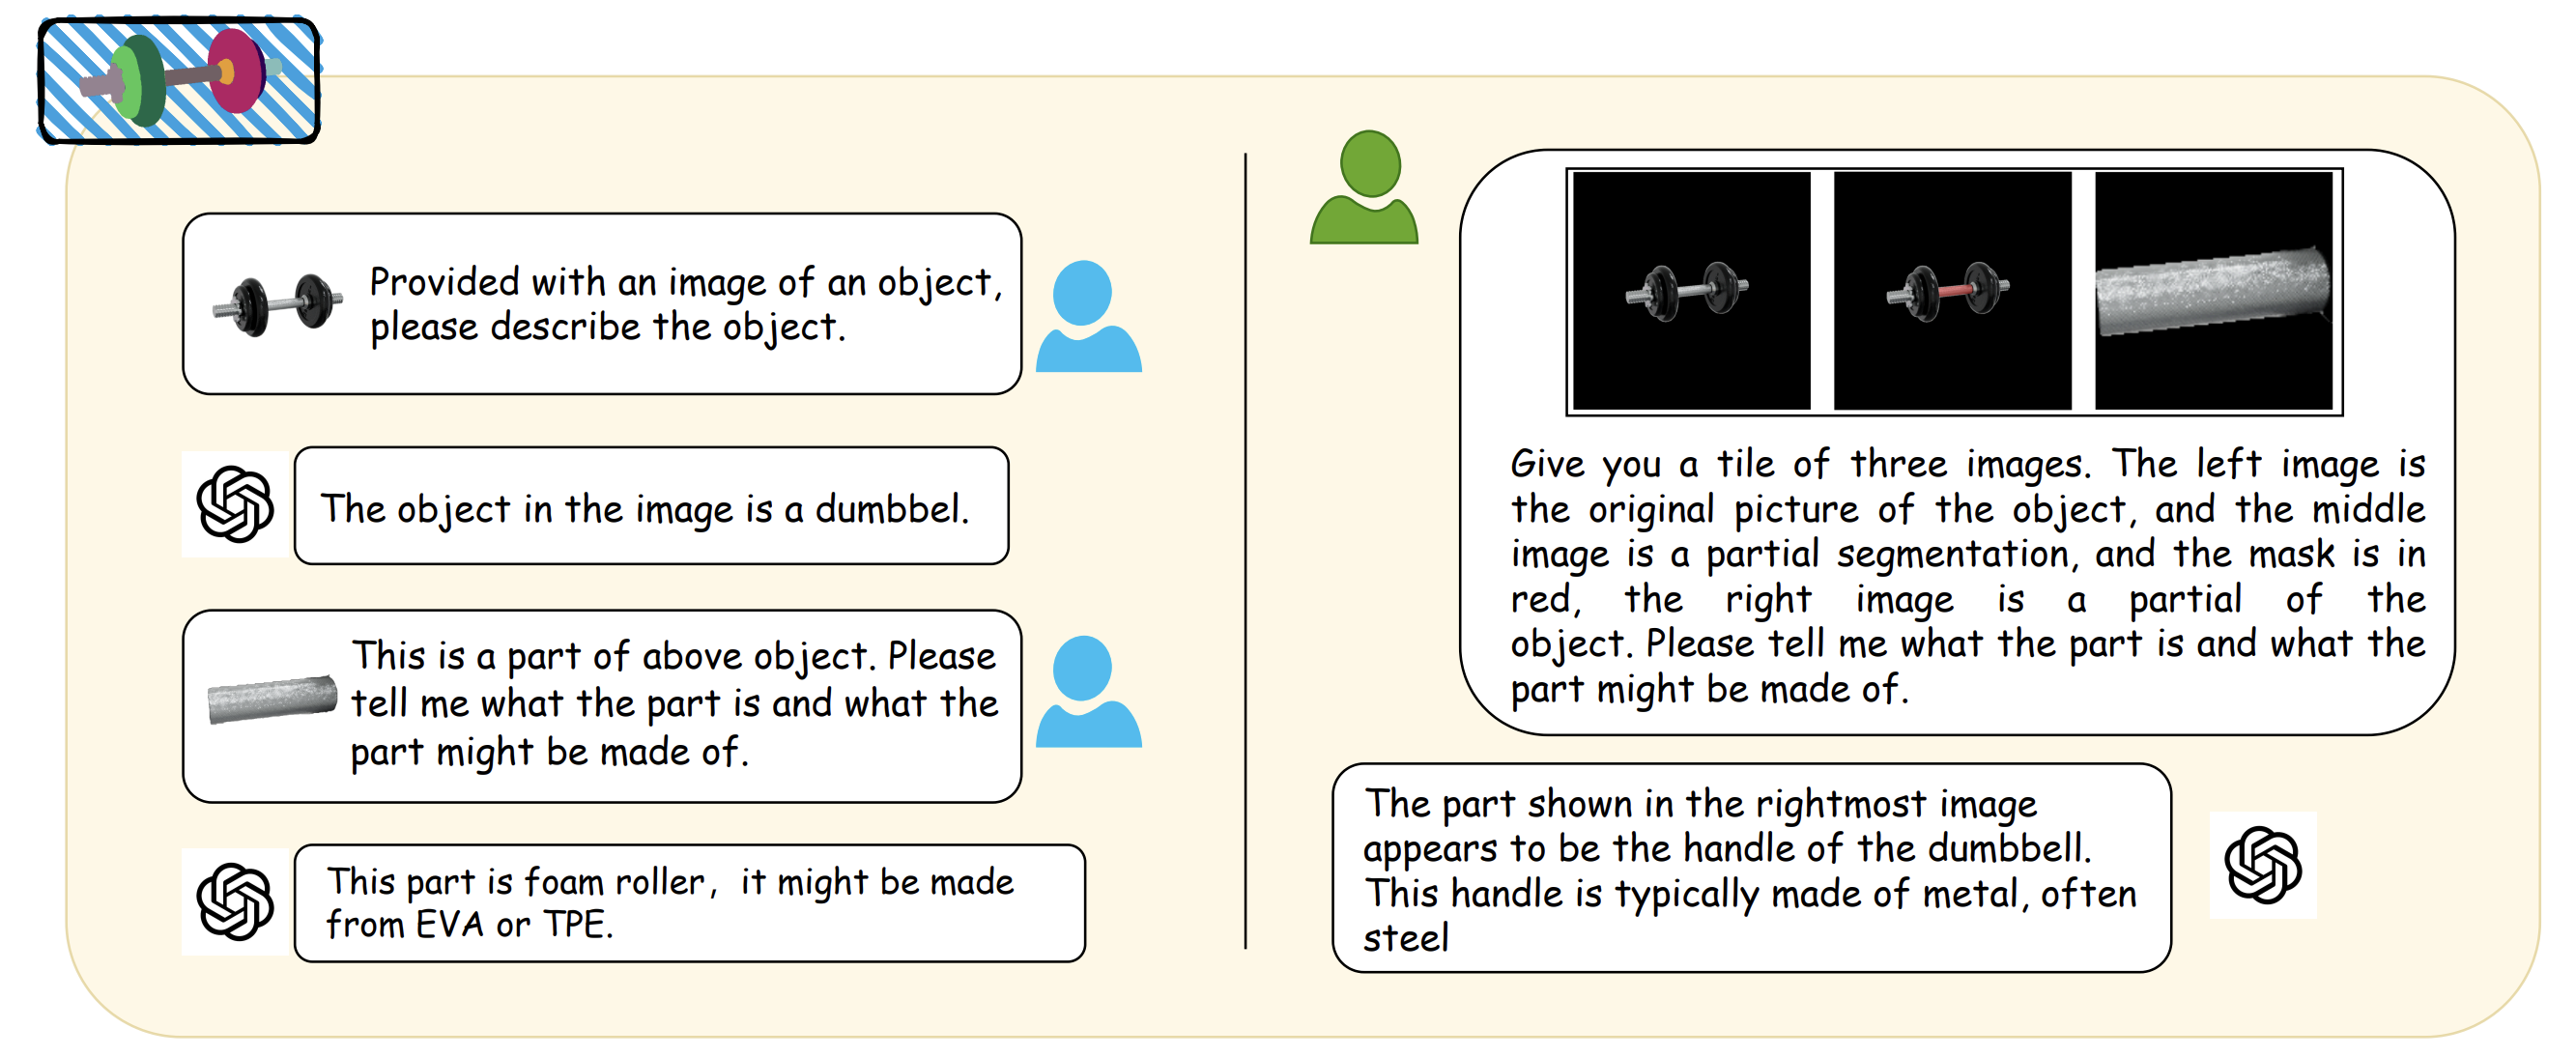 Provided with an image of an object,
please describe the object.
The object in the image is a dumbbel.
This is a part of above object. Please
tell me what the part is and what the
part might be made of.
This part is foam roller, it might be made
from EVA or TPE.
Give you a tile of three images. The left image is
the original picture of the object, and the middle
image is a partial segmentation, and the mask is in
red, the right image is a partial of the
object. Please tell me what the part is and what the
part might be made of.
The part shown in the rightmost image
appears to be the handle of the dumbbell.
This handle is typically made of metal, often
steel